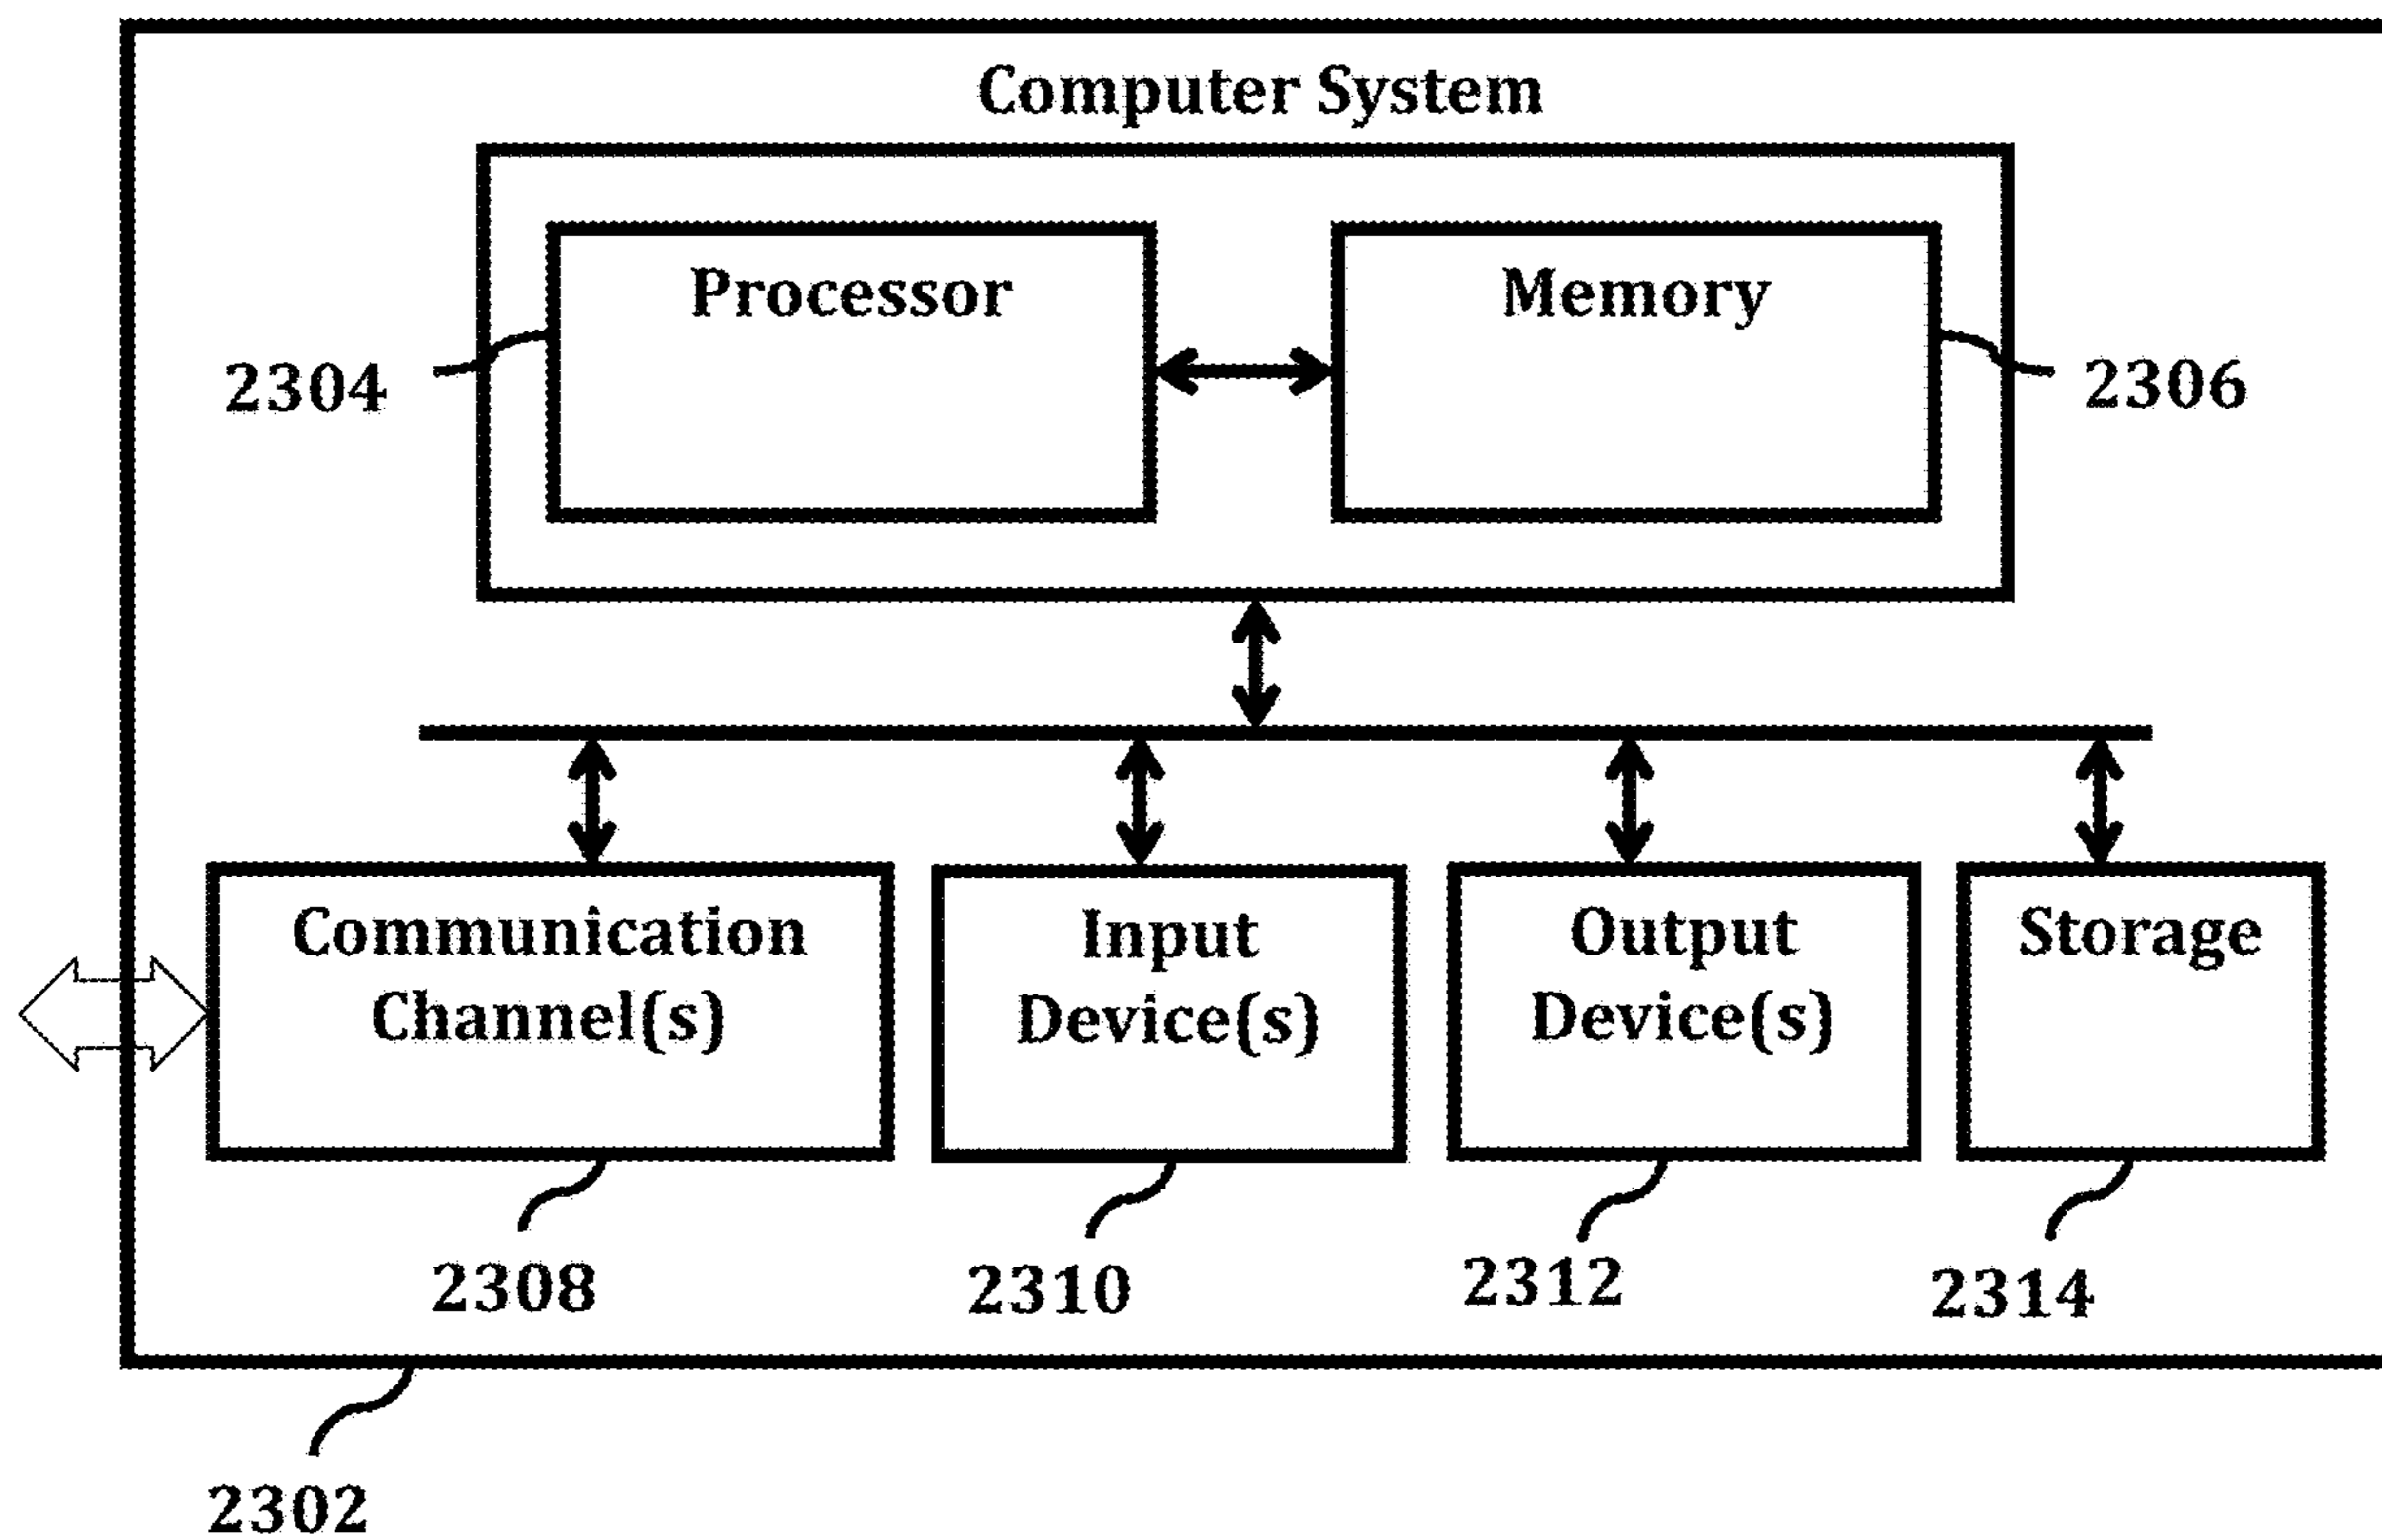 Computer System
Processor
Memory
2304
2306
Communication
Channel(s)
Input
Device(s)
Output
Device(s)
Storage
2308
2310
2312
2314
2302